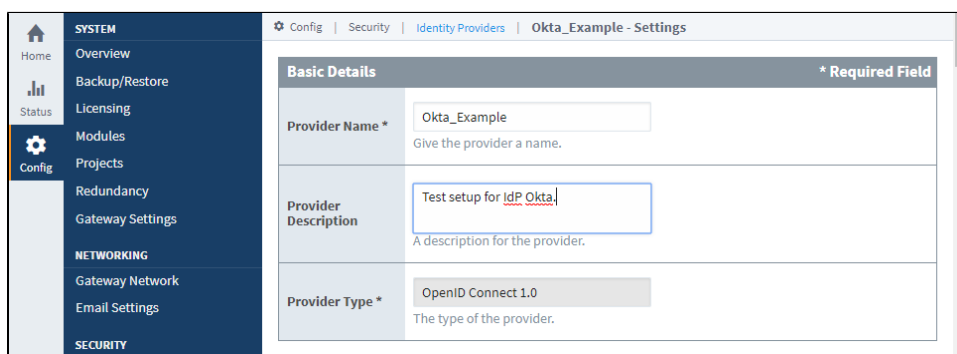 Home
Status
Config
SYSTEM
Overview
Backup/Restore
Licensing
Modules
Projects
Redundancy
Gateway Settings
NETWORKING
Gateway Network
Email Settings
SECURITY
Config | Security | Identity Providers | Okta_Example - Settings
Basic Details * Required Field
Provider Name *
Okta_Example
Give the provider a name.
Provider
Description
Test setup for IdP Okta.
A description for the provider.
Provider Type *
OpenID Connect 1.0
The type of the provider.